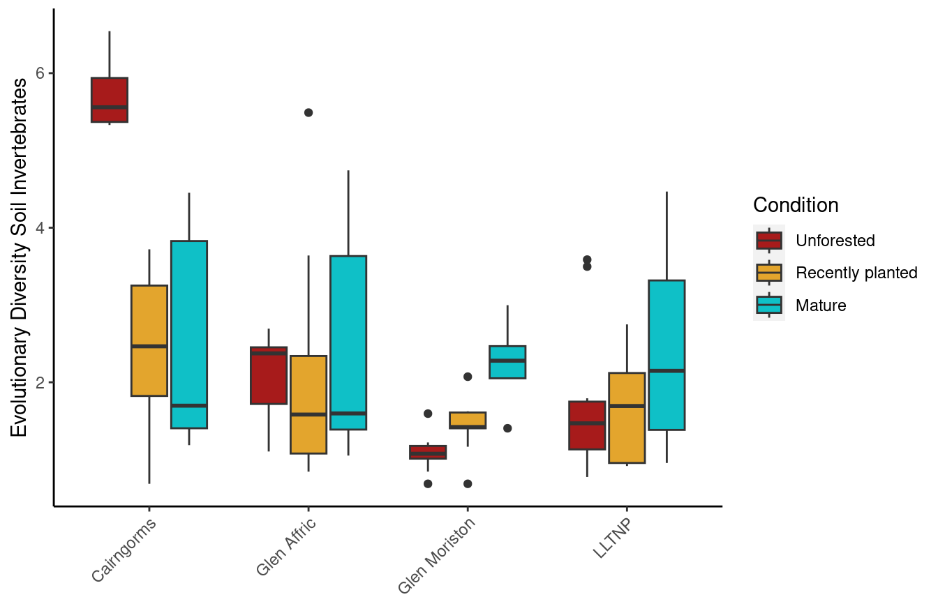 Evolutionary Diversity Soil Invertebrates
6
4
2
Cairngorms
Glen Affric
Glen Moriston
LLTNP
Condition
Unforested
Recently planted
Mature